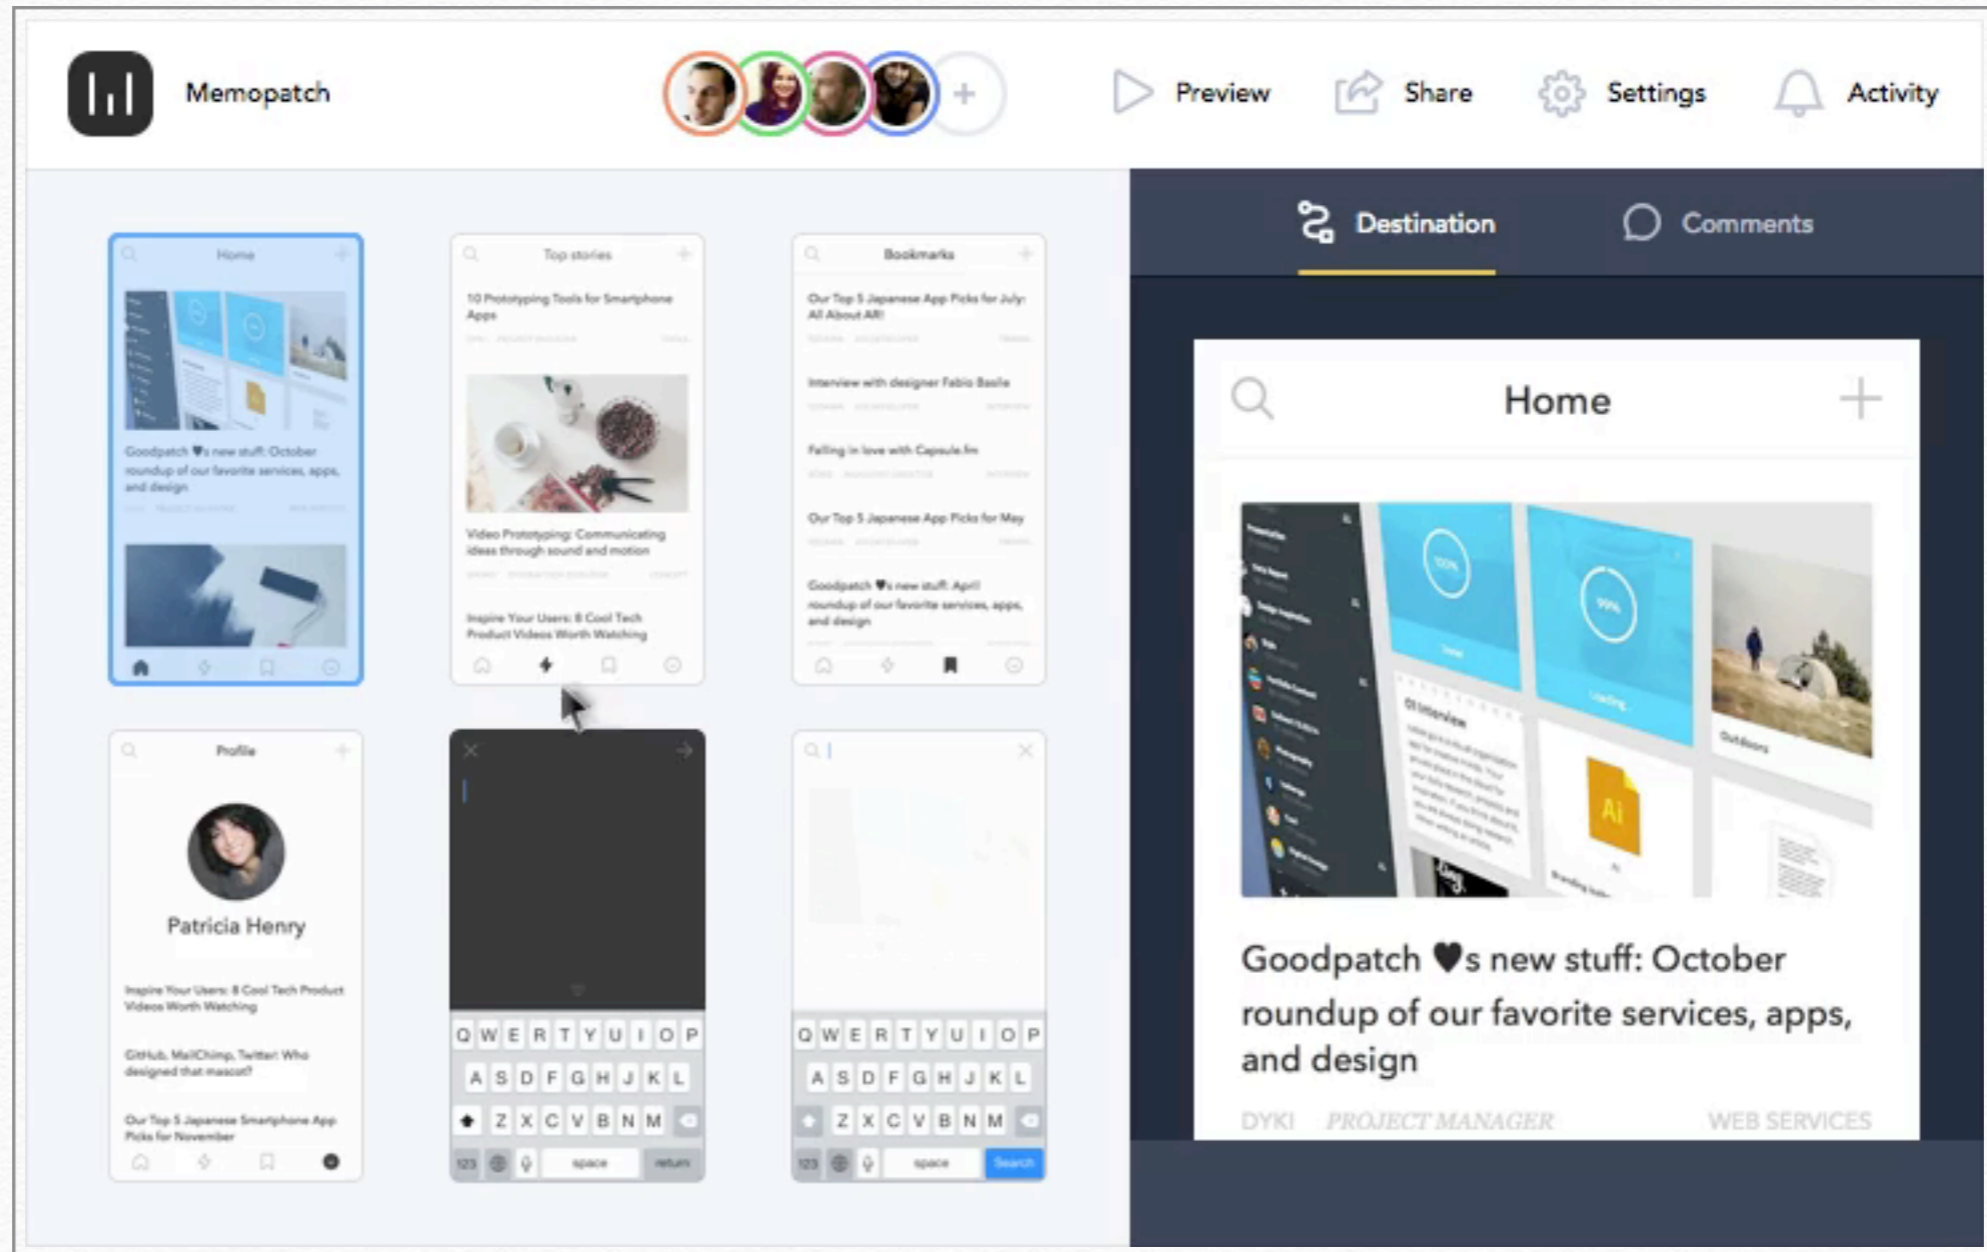 Memopatch
Preview
Share
Settings
Activity
Home
Goodpatch ♥s new stuff: October
roundup of our favorite services, apps,
and design
Top stories
10 Prototyping Tools for Smartphone
Apps
Video Prototyping: Communicating
ideas through sound and motion
Inspire Your Users: 8 Cool Tech
Product Videos Worth Watching
Bookmarks
Our Top 5 Japanese App Picks for July:
All About AR!
Interview with designer Fabio Basile
Falling in love with Capsule.fm
Our Top 5 Japanese App Picks for May
Goodpatch ♥s new stuff: April
roundup of our favorite services, apps,
and design
Profile
Patricia Henry
Inspire Your Users: 8 Cool Tech Product
Videos Worth Watching
GitHub, MailChimp, Twitter: Who
designed that mascot?
Our Top 5 Japanese Smartphone App
Picks for November
Q W E R T Y U I O P
A S D F G H J K L
Z X C V B N M
123 space return
Q W E R T Y U I O P
A S D F G H J K L
Z X C V B N M
123 space Search
Destination
Comments
Home
100%
99%
Loading...
01 Interview
Outdoors
Ai
Goodpatch ♥s new stuff: October
roundup of our favorite services, apps,
and design
DYKI PROJECT MANAGER WEB SERVICES